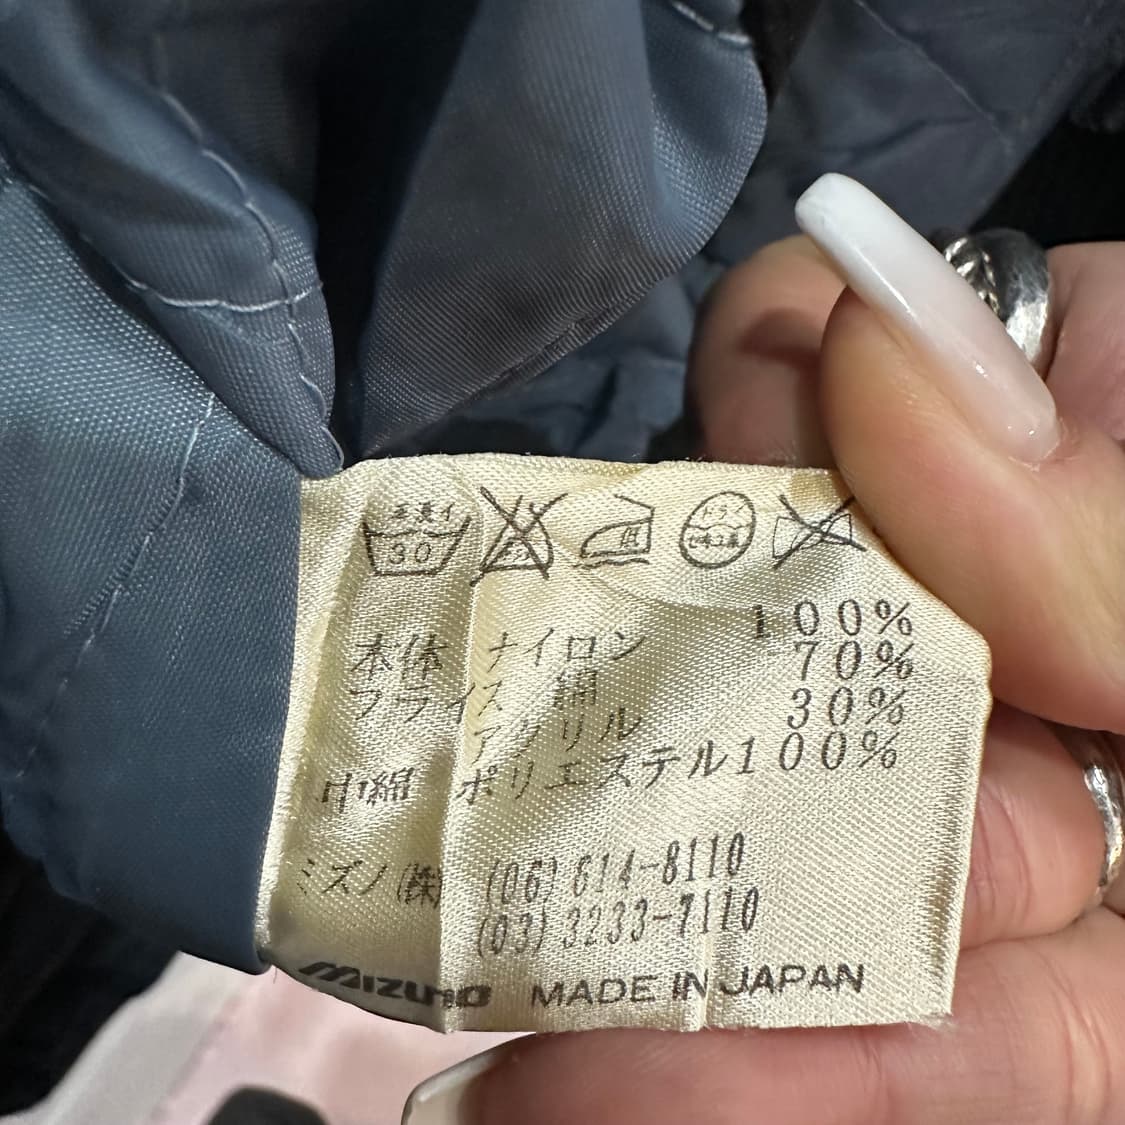 30
本体 ナイロン 100%
フライス 綿 70%
アクリル 30%
中綿 ポリエステル100%
ミズノ(株) (06)614-8110
(03)3233-7110
MIZUNO MADE IN JAPAN